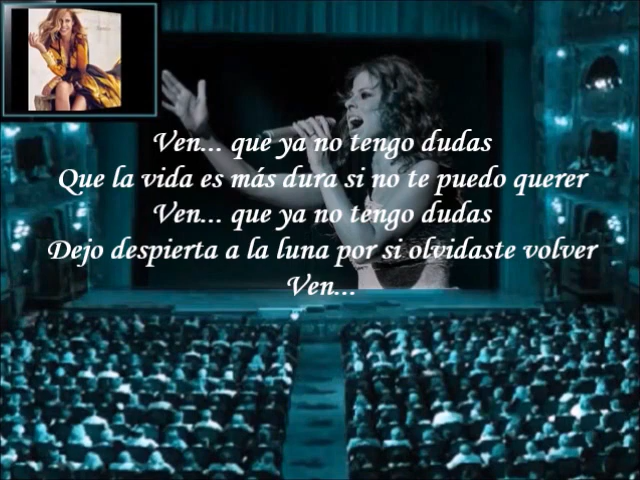 Ven... que ya no tengo dudas
Que la vida es más dura si no te puedo querer
Ven... que ya no tengo dudas
Dejo despierta a la luna por si olvidaste volver
Ven...